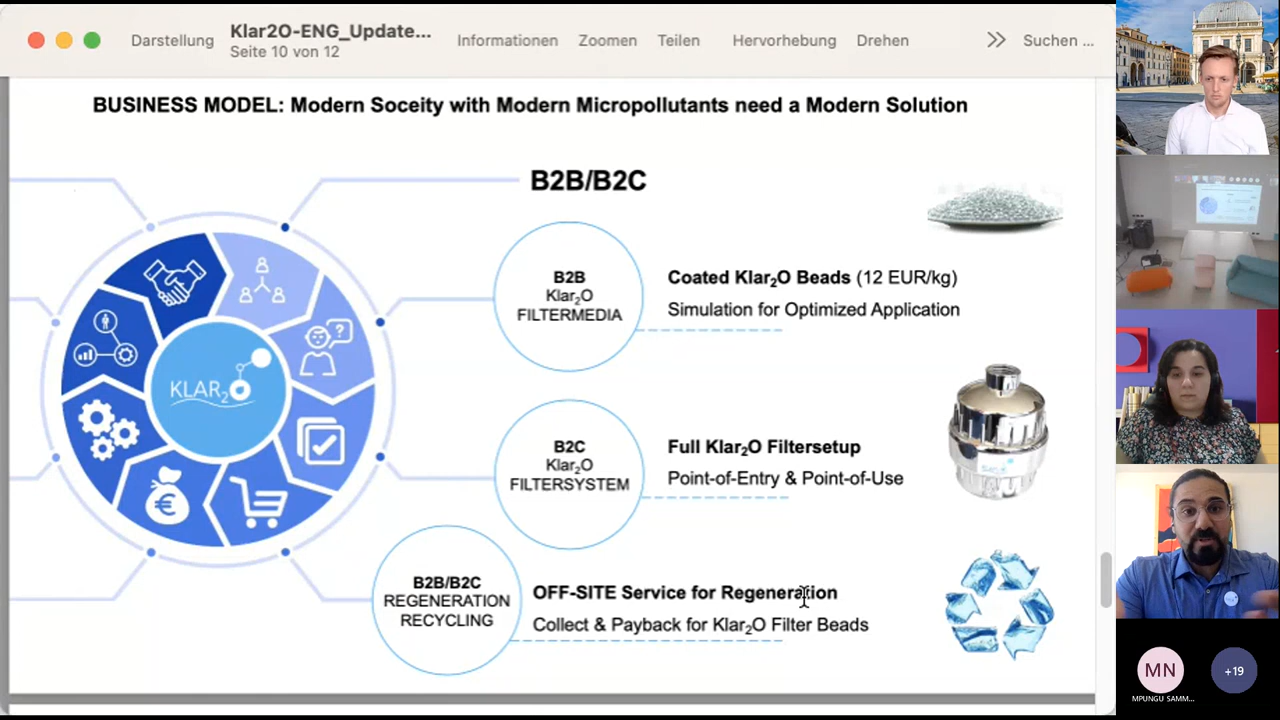 Darstellung
Klar2O-ENG_Update...
Seite 10 von 12
Informationen
Zoomen
Teilen
Hervorhebung
Drehen
Suchen ...
BUSINESS MODEL: Modern Soceity with Modern Micropollutants need a Modern Solution
B2B/B2C
B2B
Klar₂O
FILTERMEDIA
Coated Klar₂O Beads (12 EUR/kg)
Simulation for Optimized Application
KLAR₂O
B2C
Klar₂O
FILTERSYSTEM
Full Klar₂O Filtersetup
Point-of-Entry & Point-of-Use
B2B/B2C
REGENERATION
RECYCLING
OFF-SITE Service for Regeneration
Collect & Payback for Klar₂O Filter Beads
MN
+19
MPUNGU SAMM...